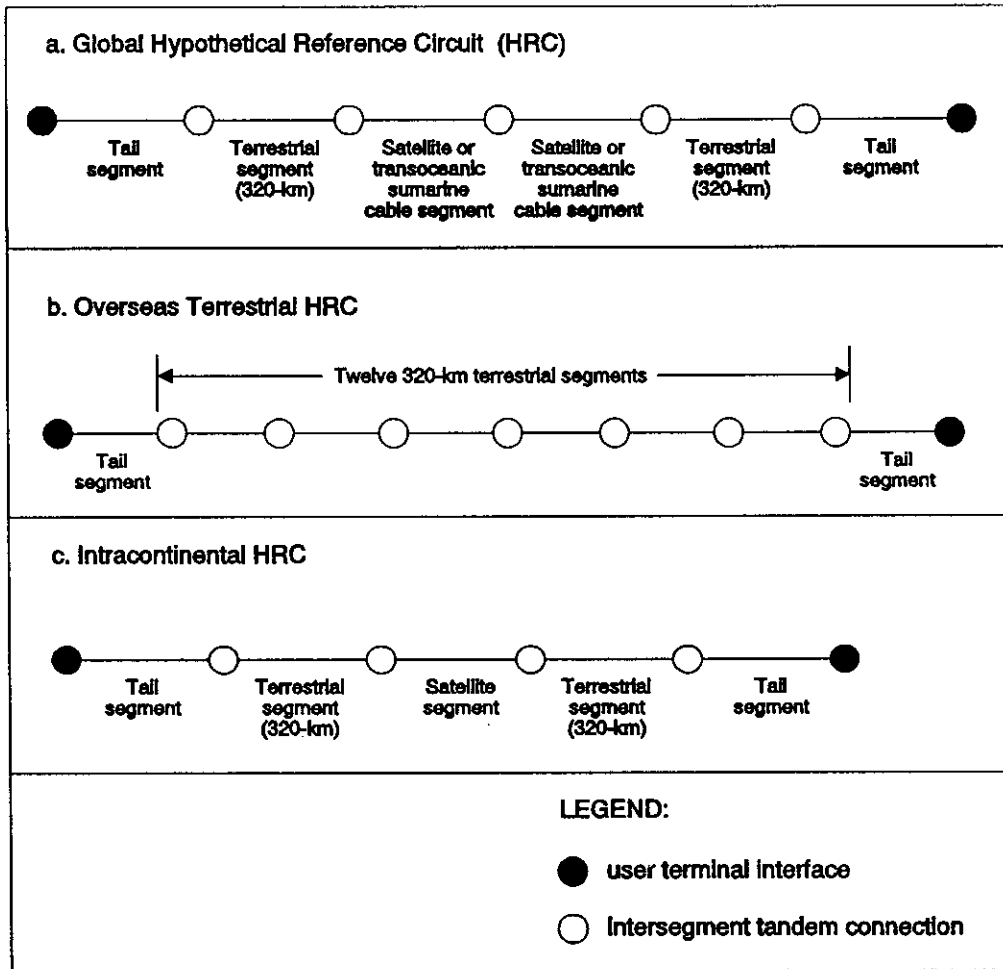 a. Global Hypothetical Reference Circuit (HRC)
Tail
segment
Terrestrial
segment
(320-km)
Satellite or
transoceanic
sumarine
cable segment
Satellite or
transoceanic
sumarine
cable segment
Terrestrial
segment
(320-km)
Tail
segment
b. Overseas Terrestrial HRC
Twelve 320-km terrestrial segments
Tail
segment
Tail
segment
c. Intracontinental HRC
Tail
segment
Terrestrial
segment
(320-km)
Satellite
segment
Terrestrial
segment
(320-km)
Tail
segment
LEGEND:
user terminal interface
Intersegment tandem connection